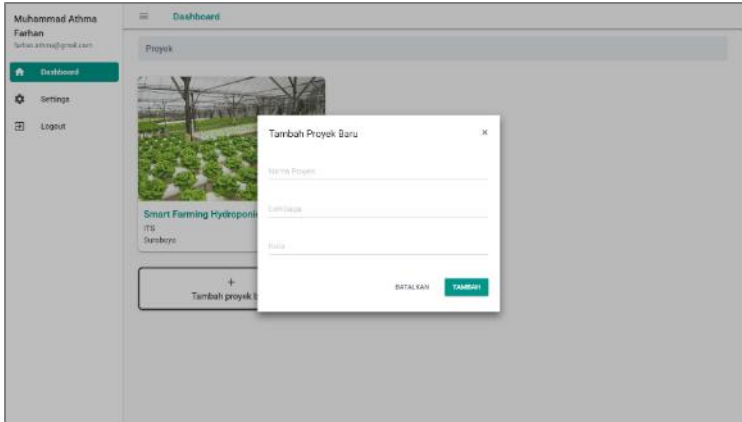 Muhammad Athma
Farhan
Dashboard
Settings
Logout
Dashboard
Proyek
Smart Farming Hydroponi
ITS
Surabaya
+
Tambah proyek b
Tambah Proyek Baru
×
Nama Proyek
Lembaga
Kota
BATALKAN
TAMBAH